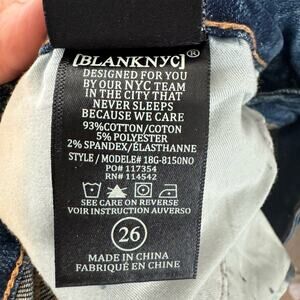 [BLANKNYC]®
DESIGNED FOR YOU
BY OUR NYC TEAM
IN THE CITY THAT
NEVER SLEEPS
BECAUSE WE CARE
93%COTTON/COTON
5% POLYESTER
2% SPANDEX/ÉLASTHANNE
STYLE / MODÈLE# 18G-8150NO
PO# 117354
RN# 114542
SEE CARE ON REVERSE
VOIR INSTRUCTION AUVERSO
26
MADE IN CHINA
FABRIQUÉ EN CHINE